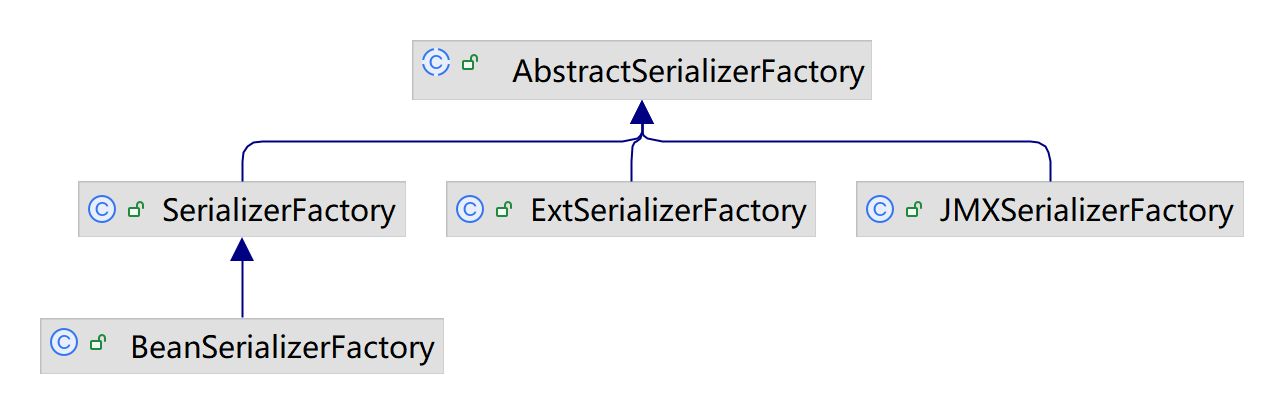 AbstractSerializerFactory
SerializerFactory
ExtSerializerFactory
JMXSerializerFactory
BeanSerializerFactory